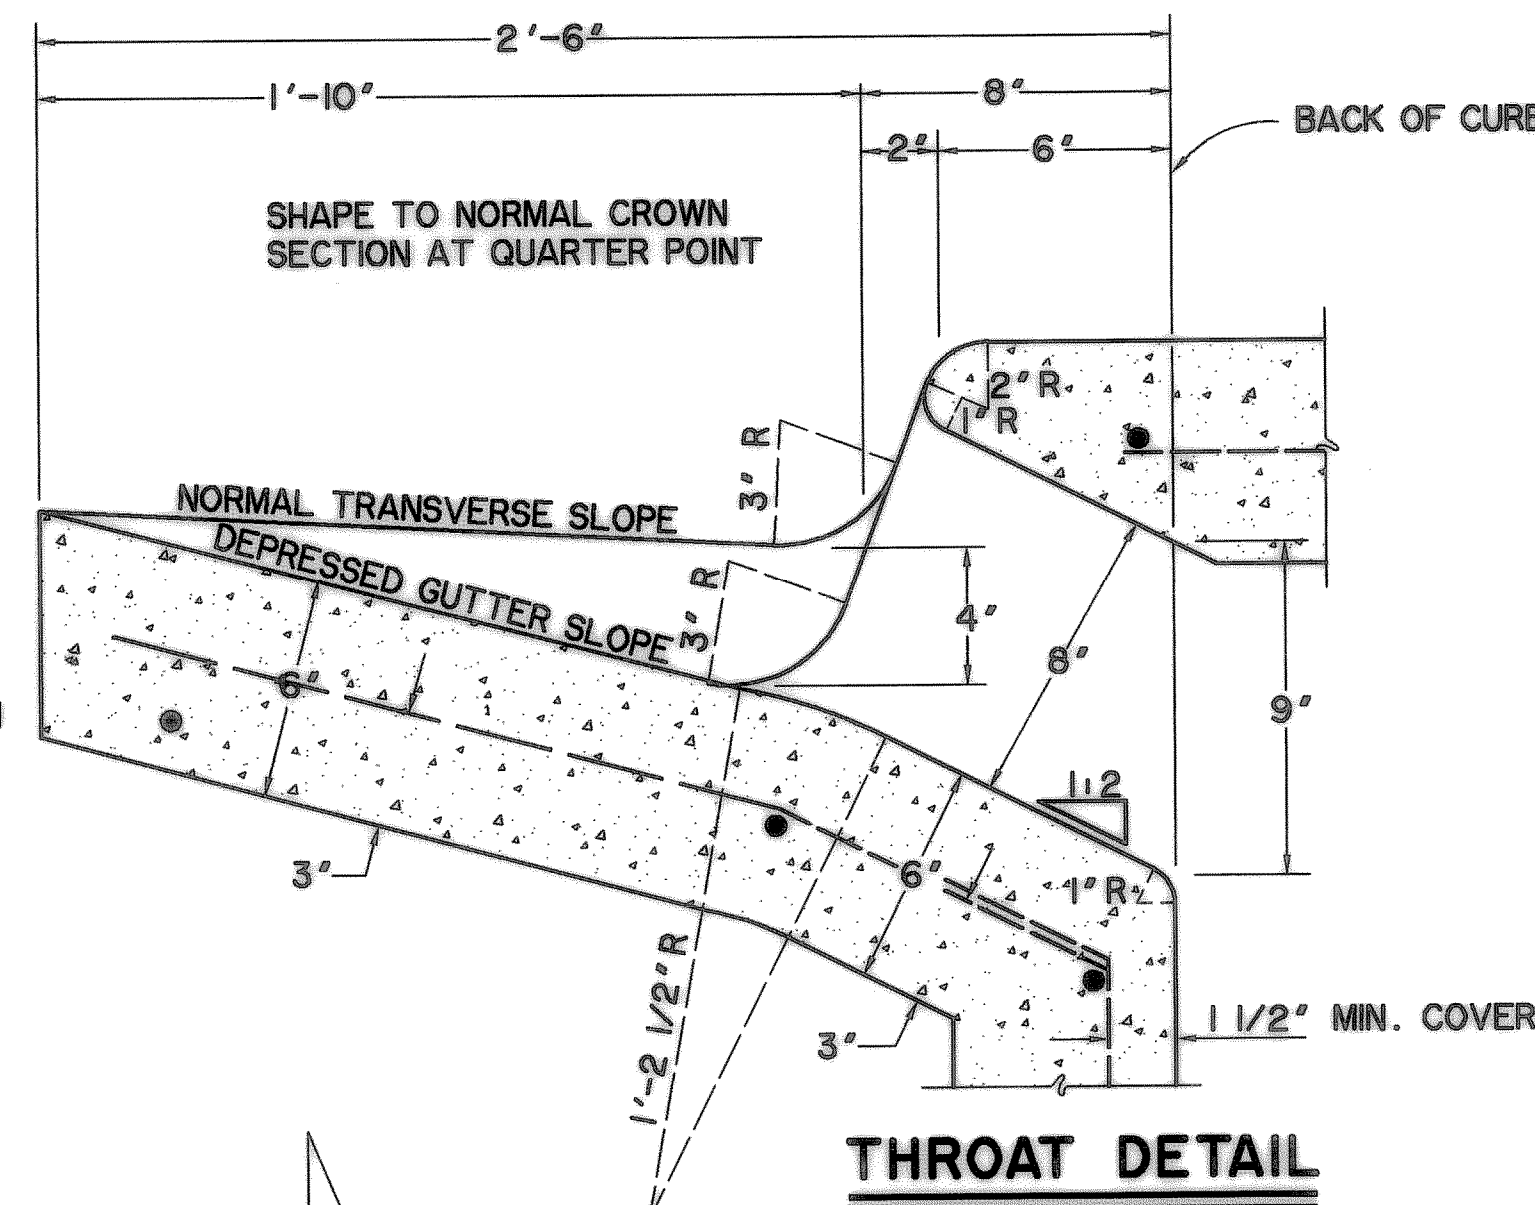 2'-6"
1'-10"
8"
BACK OF CURB
2"
6"
SHAPE TO NORMAL CROWN
SECTION AT QUARTER POINT
2" R
1" R
3" R
NORMAL TRANSVERSE SLOPE
DEPRESSED GUTTER SLOPE
3" R
4"
8"
6"
9"
1:2
3"
6"
1" R
1'-2 1/2" R
3"
1 1/2" MIN. COVER
THROAT DETAIL